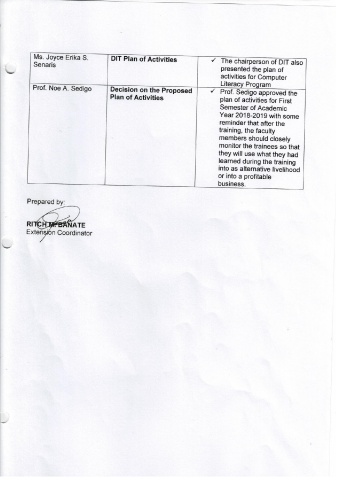 Ms. Joyce Erika S.
Senaris
DIT Plan of Activities
✓ The chairperson of DIT also
presented the plan of
activities for Computer
Literacy Program
Prof. Noe A. Sedigo
Decision on the Proposed
Plan of Activities
✓ Prof. Sedigo approved the
plan of activities for First
Semester of Academic
Year 2018-2019 with some
reminder that after the
training, the faculty
members should closely
monitor the trainees so that
they will use what they had
learned during the training
into as alternative livelihood
or into a profitable
business.
Prepared by:
RITCH M. BANATE
Extension Coordinator